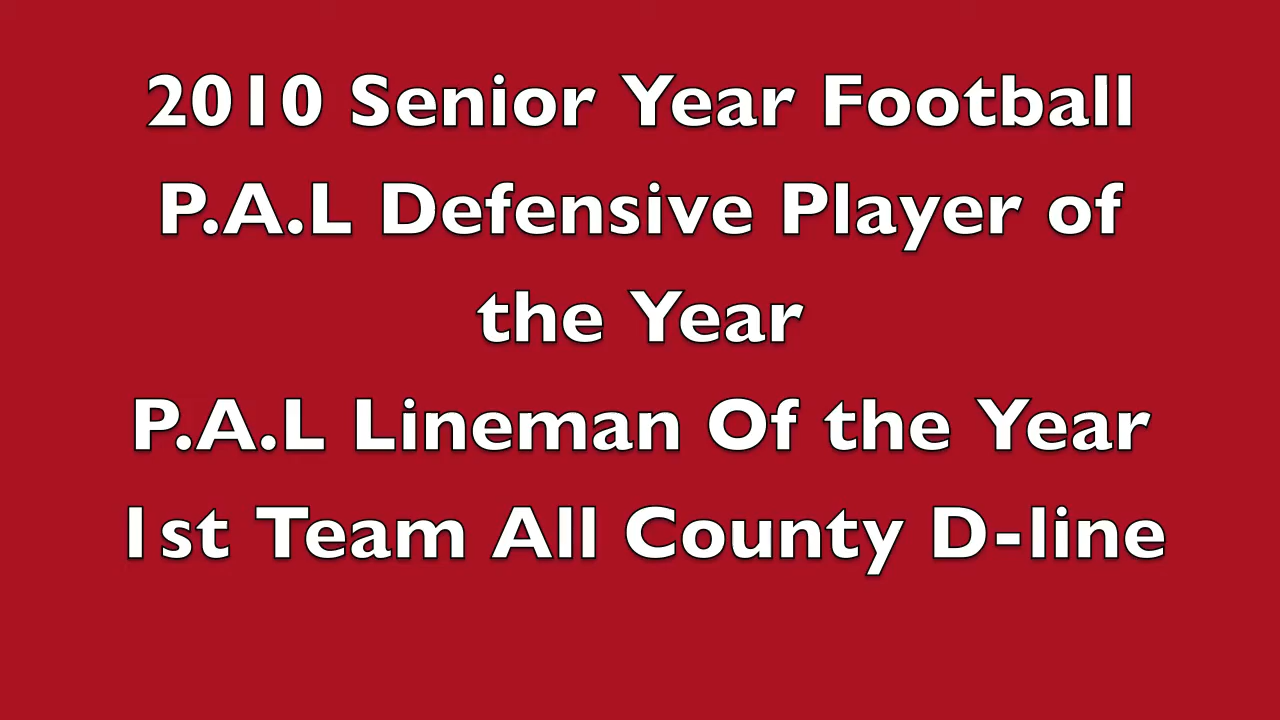 2010 Senior Year Football
P.A.L Defensive Player of
the Year
P.A.L Lineman Of the Year
1st Team All County D-line